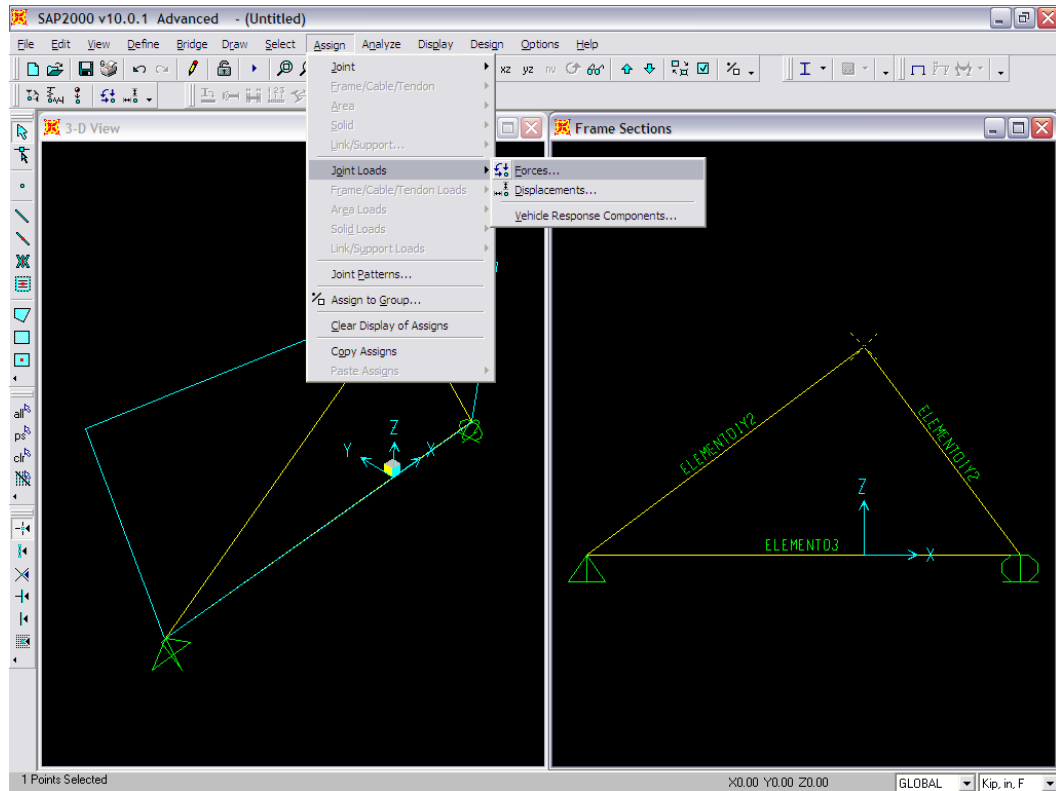 SAP2000 v10.0.1 Advanced - (Untitled)
File Edit View Define Bridge Draw Select Assign Analyze Display Design Options Help
xz yz nv
3-D View
Frame Sections
Joint
Frame/Cable/Tendon
Area
Solid
Link/Support...
Joint Loads
Frame/Cable/Tendon Loads
Area Loads
Solid Loads
Link/Support Loads
Joint Patterns...
Assign to Group...
Clear Display of Assigns
Copy Assigns
Paste Assigns
Forces...
Displacements...
Vehicle Response Components...
all
ps
clr
Z
Y
X
ELEMENTO1Y2
ELEMENTO1Y2
Z
ELEMENTO3
X
1 Points Selected
X0.00 Y0.00 Z0.00
GLOBAL
Kip, in, F